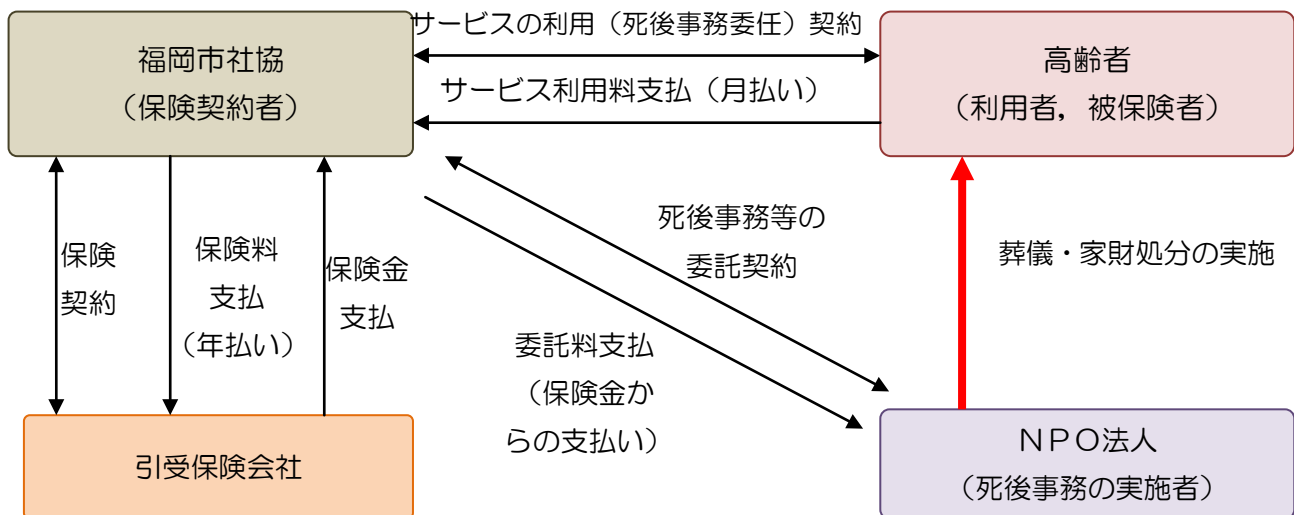 サービスの利用（死後事務委任）契約
福岡市社協
（保険契約者）
高齢者
（利用者，被保険者）
サービス利用料支払（月払い）
保険
契約
保険料
支払
（年払い）
保険金
支払
死後事務等の
委託契約
葬儀・家財処分の実施
委託料支払
（保険金か
らの支払い）
引受保険会社
ＮＰＯ法人
（死後事務の実施者）